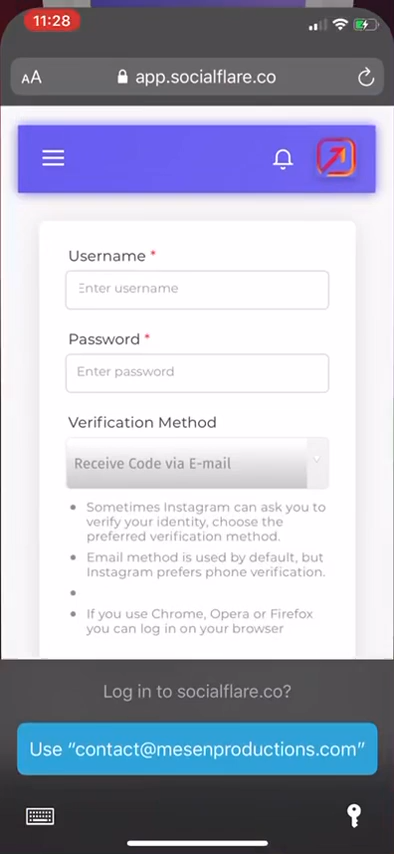 11:28
AA app.socialflare.co
Username *
Enter username
Password *
Enter password
Verification Method
Receive Code via E-mail
Sometimes Instagram can ask you to
verify your identity, choose the
preferred verification method.
Email method is used by default, but
Instagram prefers phone verification.
If you use Chrome, Opera or Firefox
you can log in on your browser
Log in to socialflare.co?
Use “contact@mesenproductions.com”